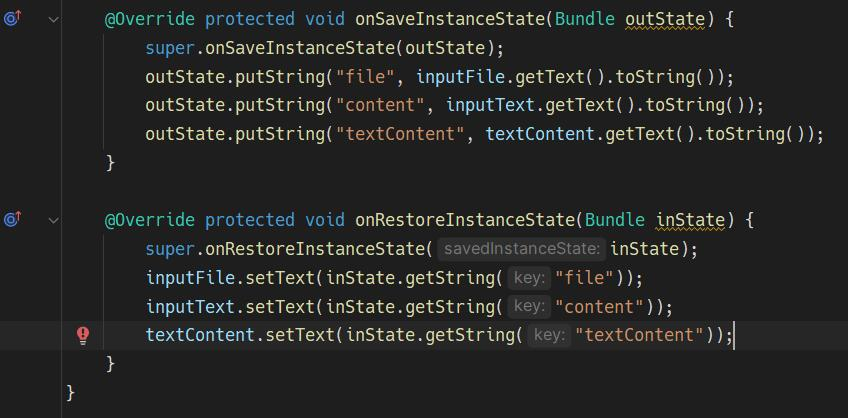 @Override protected void onSaveInstanceState(Bundle outState) {
super.onSaveInstanceState(outState);
outState.putString("file", inputFile.getText().toString());
outState.putString("content", inputText.getText().toString());
outState.putString("textContent", textContent.getText().toString());
}
@Override protected void onRestoreInstanceState(Bundle inState) {
super.onRestoreInstanceState( savedInstanceState: inState);
inputFile.setText(inState.getString( key: "file"));
inputText.setText(inState.getString( key: "content"));
textContent.setText(inState.getString( key: "textContent"));
}
}